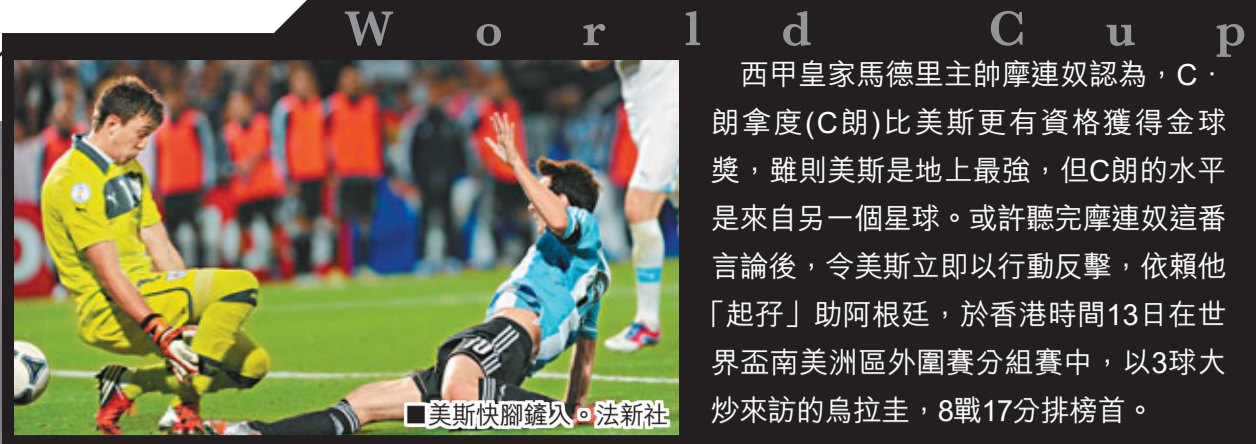 World Cup
西甲皇家馬德里主帥摩連奴認為，C·
朗拿度(C朗)比美斯更有資格獲得金球
獎，雖則美斯是地上最強，但C朗的水平
是來自另一個星球。或許聽完摩連奴這番
言論後，令美斯立即以行動反擊，依賴他
「起孖」助阿根廷，於香港時間13日在世
界盃南美洲區外圍賽分組賽中，以3球大
炒來訪的烏拉圭，8戰17分排榜首。
■美斯快腳鏟入。法新社